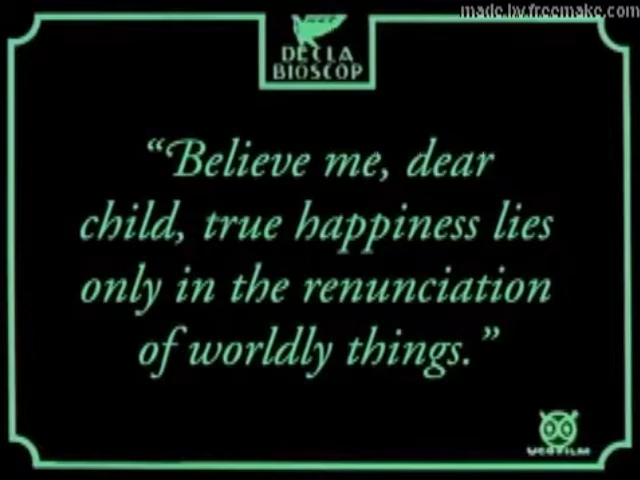 made.by.freemake.com
DECLA
BIOSCOP
“Believe me, dear
child, true happiness lies
only in the renunciation
of worldly things.”